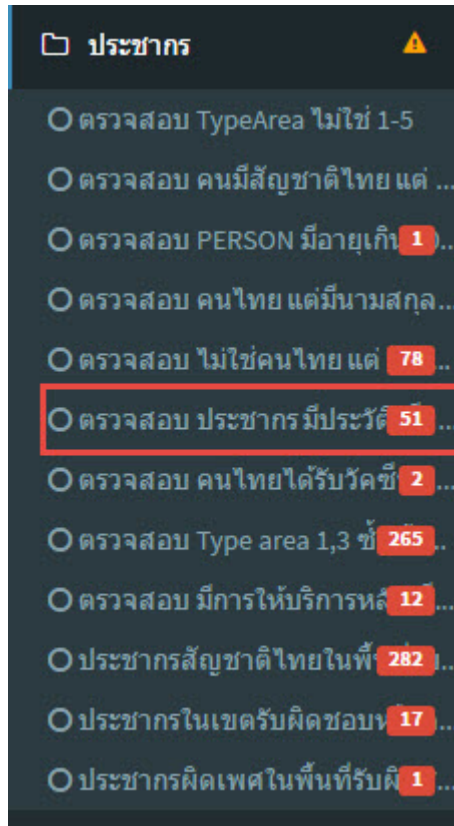 ประชากร
ตรวจสอบ TypeArea ไม่ใช่ 1-5
ตรวจสอบ คนมีสัญชาติไทย แต่ ...
ตรวจสอบ PERSON มีอายุเกิน 1 ...
ตรวจสอบ คนไทย แต่มีนามสกุล...
ตรวจสอบ ไม่ใช่คนไทย แต่ 78 ...
ตรวจสอบ ประชากร มีประวัติ 51 ...
ตรวจสอบ คนไทยได้รับวัคซี 2 ...
ตรวจสอบ Type area 1,3 ซ้ำ 265 ..
ตรวจสอบ มีการให้บริการหลั 12 ...
ประชากรสัญชาติไทยในพื้ 282 ...
ประชากรในเขตรับผิดชอบ 17 ...
ประชากรผิดเพศในพื้นที่รับผิ 1 ...